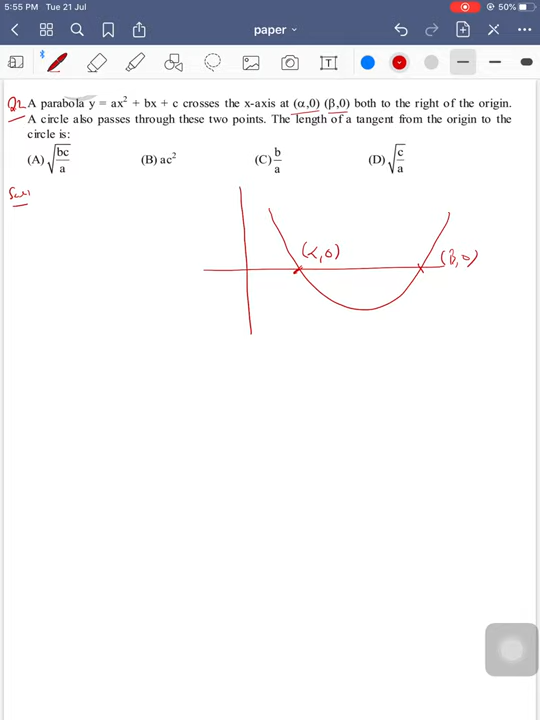 5:55 PM Tue 21 Jul
50%
paper
T
Q2 A parabola y = ax² + bx + c crosses the x-axis at (α,0) (β,0) both to the right of the origin.
A circle also passes through these two points. The length of a tangent from the origin to the
circle is:
(A) √(bc/a) (B) ac² (C) b/a (D) √(c/a)
Soln
(α,0)
(β,0)